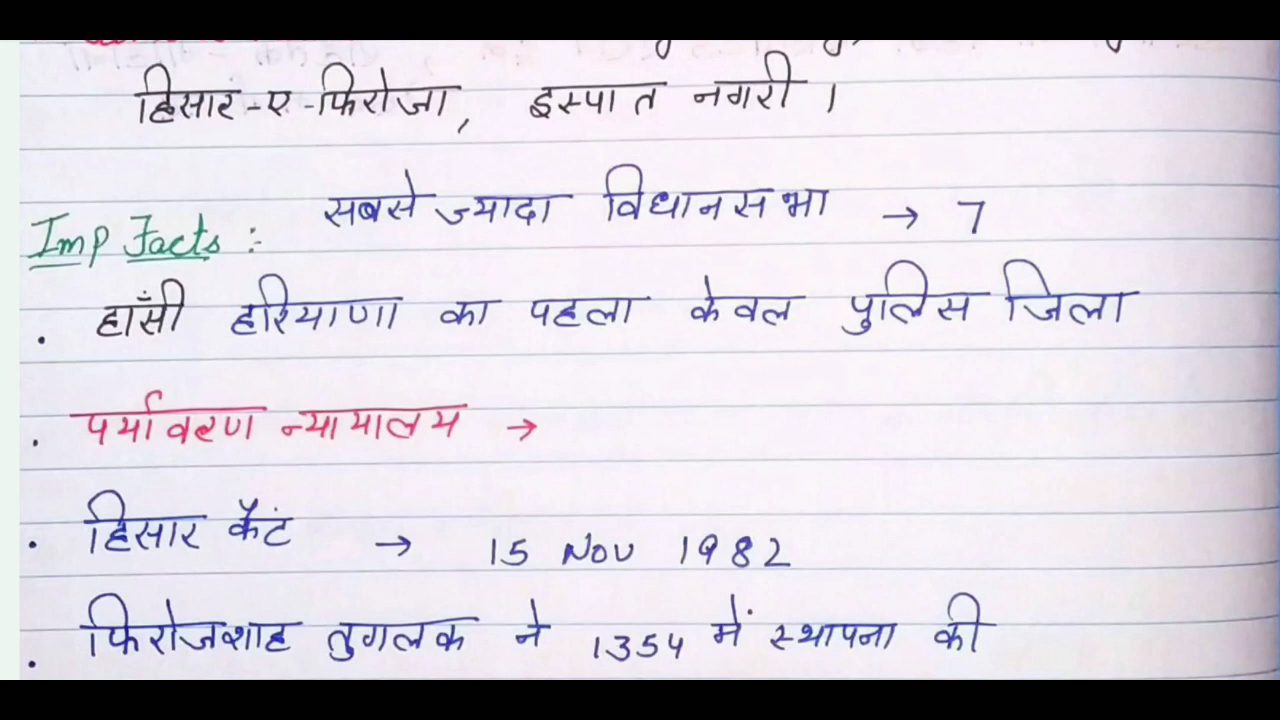 हिसार-ए-फिरोजा, इस्पात नगरी ।
सबसे ज्यादा विधानसभा → 7
Imp Facts :-
. हाँसी हरियाणा का पहला केवल पुलिस जिला
. पर्यावरण न्यायालय →
. हिसार कैंट → 15 Nov 1982
. फिरोजशाह तुगलक ने 1354 में स्थापना की